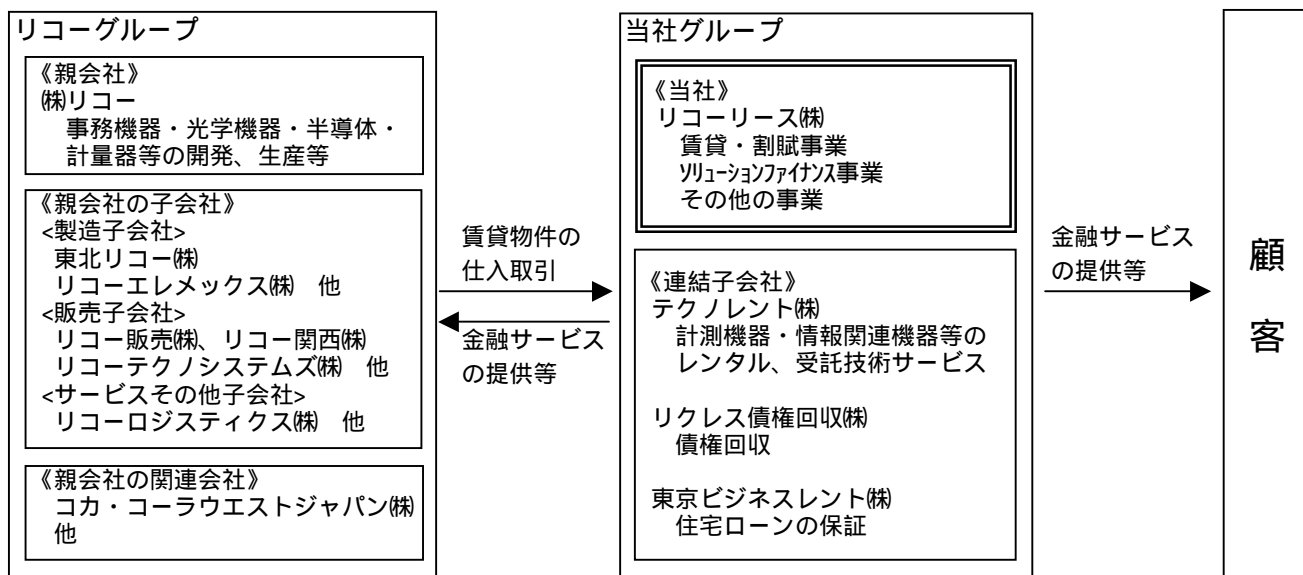 リコーグループ
《親会社》
㈱リコー
事務機器・光学機器・半導体・
計量器等の開発、生産等
《親会社の子会社》
<製造子会社>
東北リコー㈱
リコーエレメックス㈱　他
<販売子会社>
リコー販売㈱、リコー関西㈱
リコーテクノシステムズ㈱　他
<サービスその他子会社>
リコーロジスティクス㈱　他
《親会社の関連会社》
コカ・コーラウエストジャパン㈱
他
賃貸物件の
仕入取引
金融サービス
の提供等
当社グループ
《当社》
リコーリース㈱
賃貸・割賦事業
ｿﾘｭｰｼｮﾝﾌｧｲﾅﾝｽ事業
その他の事業
《連結子会社》
テクノレント㈱
計測機器・情報関連機器等の
レンタル、受託技術サービス
リクレス債権回収㈱
債権回収
東京ビジネスレント㈱
住宅ローンの保証
金融サービス
の提供等
顧
客